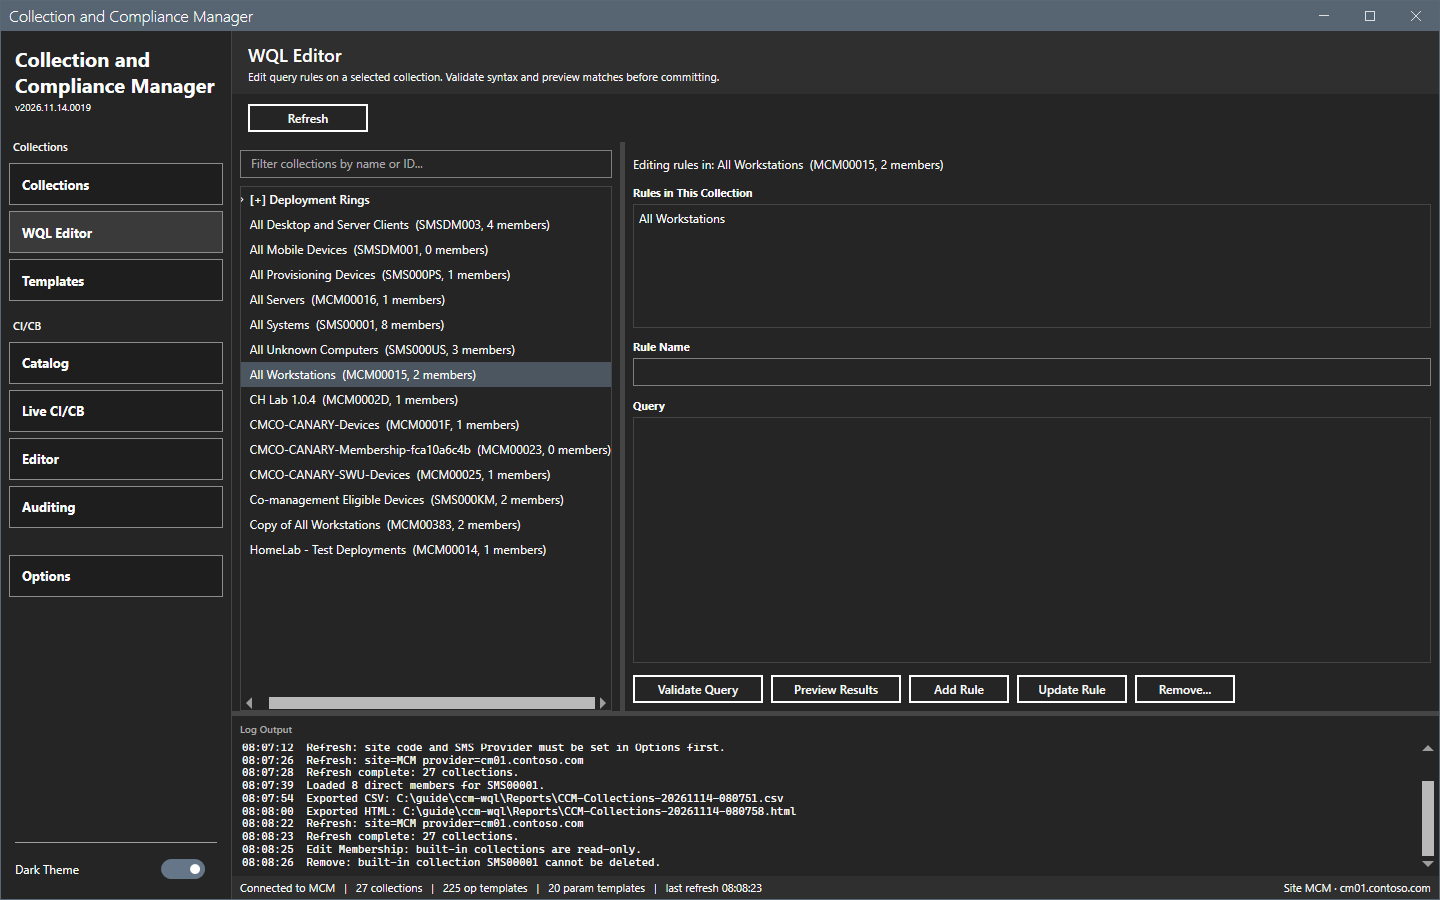 Collection and Compliance Manager
Collection and
Compliance Manager
v2026.11.14.0019
Collections
Collections
WQL Editor
Templates
CI/CB
Catalog
Live CI/CB
Editor
Auditing
Options
Dark Theme
WQL Editor
Edit query rules on a selected collection. Validate syntax and preview matches before committing.
Refresh
Filter collections by name or ID...
[+] Deployment Rings
All Desktop and Server Clients (SMSDM003, 4 members)
All Mobile Devices (SMSDM001, 0 members)
All Provisioning Devices (SMS000PS, 1 members)
All Servers (MCM00016, 1 members)
All Systems (SMS00001, 8 members)
All Unknown Computers (SMS000US, 3 members)
All Workstations (MCM00015, 2 members)
CH Lab 1.0.4 (MCM0002D, 1 members)
CMCO-CANARY-Devices (MCM0001F, 1 members)
CMCO-CANARY-Membership-fca10a6c4b (MCM00023, 0 members)
CMCO-CANARY-SWU-Devices (MCM00025, 1 members)
Co-management Eligible Devices (SMS000KM, 2 members)
Copy of All Workstations (MCM00383, 2 members)
HomeLab - Test Deployments (MCM00014, 1 members)
Editing rules in: All Workstations (MCM00015, 2 members)
Rules in This Collection
All Workstations
Rule Name
Query
Validate Query
Preview Results
Add Rule
Update Rule
Remove...
Log Output
08:07:12 Refresh: site code and SMS Provider must be set in Options first.
08:07:26 Refresh: site=MCM provider=cm01.contoso.com
08:07:28 Refresh complete: 27 collections.
08:07:39 Loaded 8 direct members for SMS00001.
08:07:54 Exported CSV: C:\guide\ccm-wql\Reports\CCM-Collections-20261114-080751.csv
08:08:00 Exported HTML: C:\guide\ccm-wql\Reports\CCM-Collections-20261114-080758.html
08:08:22 Refresh: site=MCM provider=cm01.contoso.com
08:08:23 Refresh complete: 27 collections.
08:08:25 Edit Membership: built-in collections are read-only.
08:08:26 Remove: built-in collection SMS00001 cannot be deleted.
Connected to MCM | 27 collections | 225 op templates | 20 param templates | last refresh 08:08:23
Site MCM · cm01.contoso.com